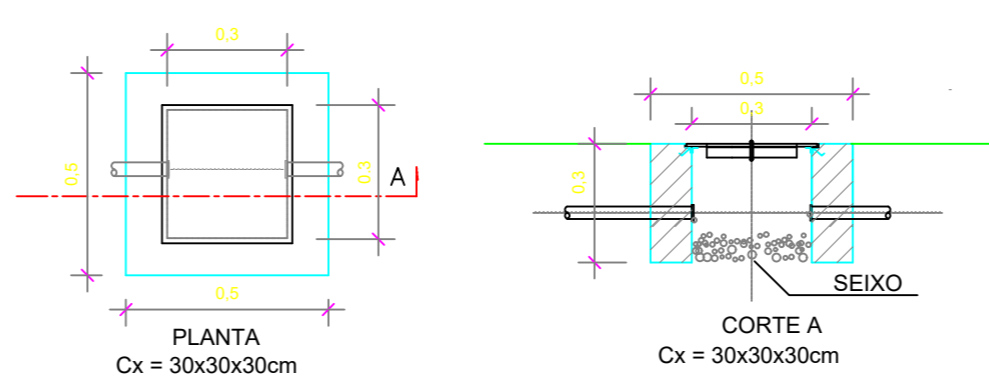 0,3
0,5
0,3
A
0,5
PLANTA
Cx = 30x30x30cm
0,5
0,3
0,3
SEIXO
CORTE A
Cx = 30x30x30cm